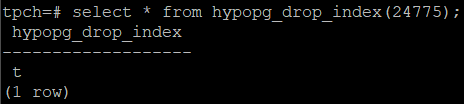 tpch=# select * from hypopg_drop_index(24775);
 hypopg_drop_index
-------------------
 t
(1 row)